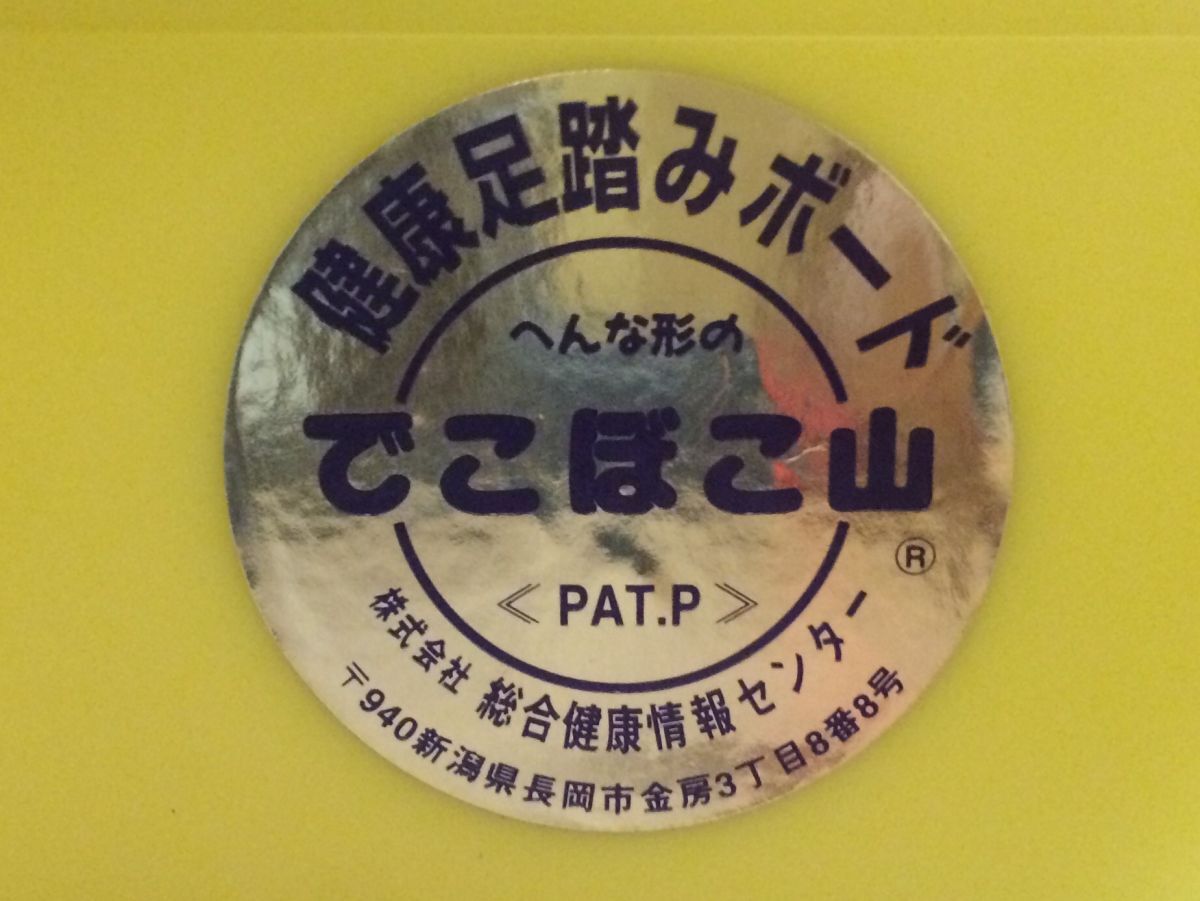 健康足踏みボード
へんな形の
でこぼこ山
®
《 PAT.P 》
株式会社 総合健康情報センター
〒940新潟県長岡市金房3丁目8番8号